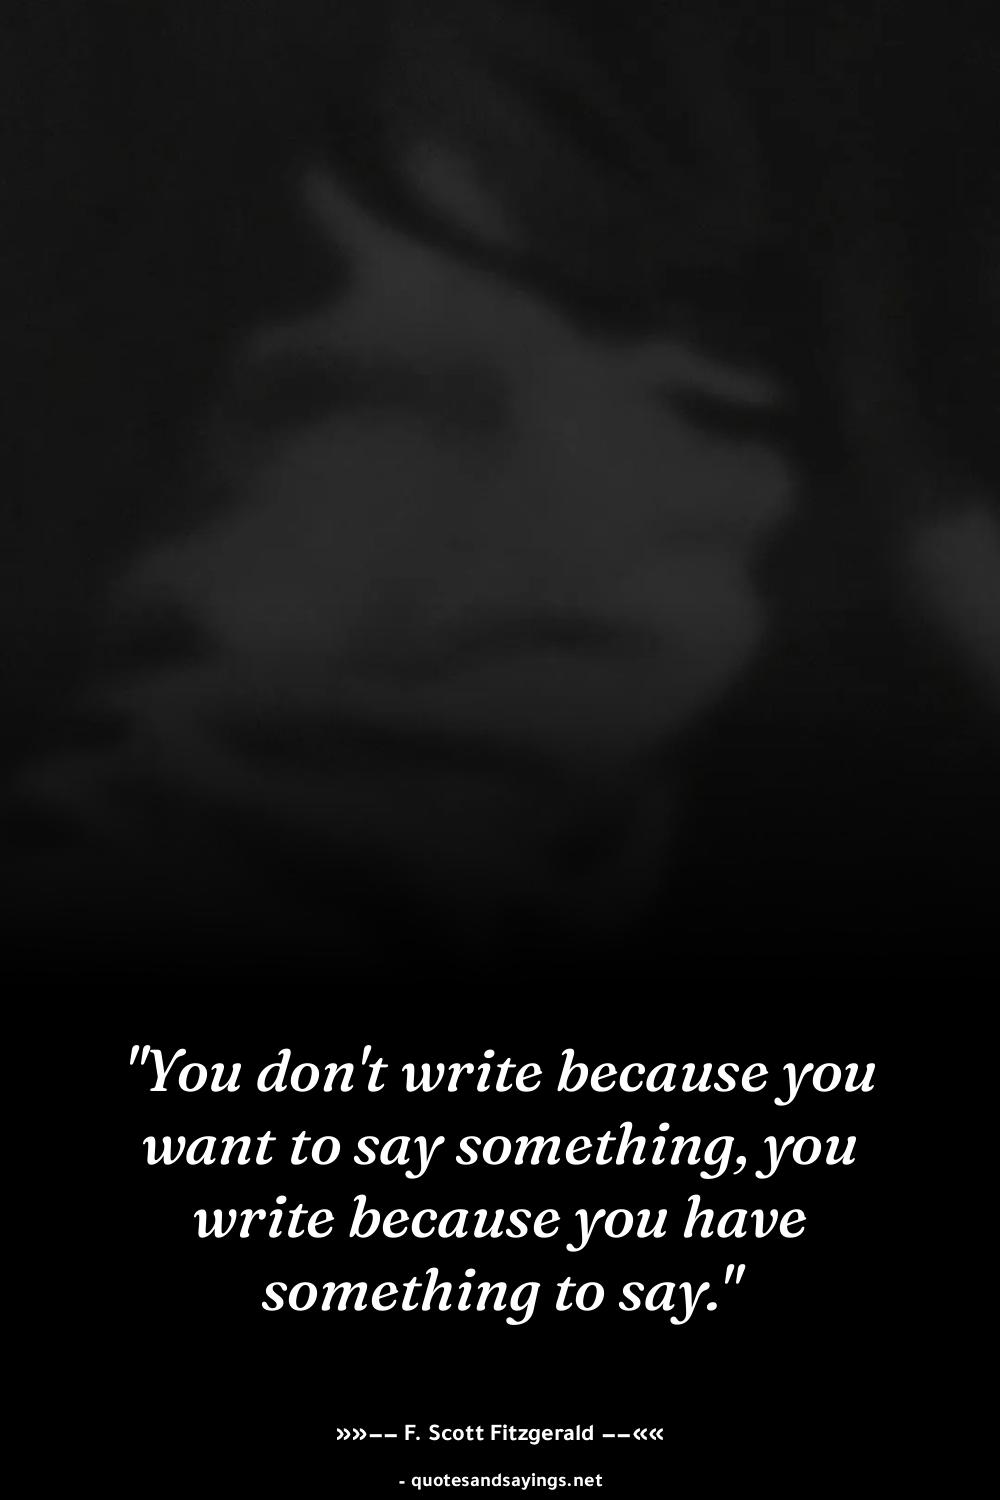 "You don't write because you
want to say something, you
write because you have
something to say."
»»–– F. Scott Fitzgerald ––««
- quotesandsayings.net